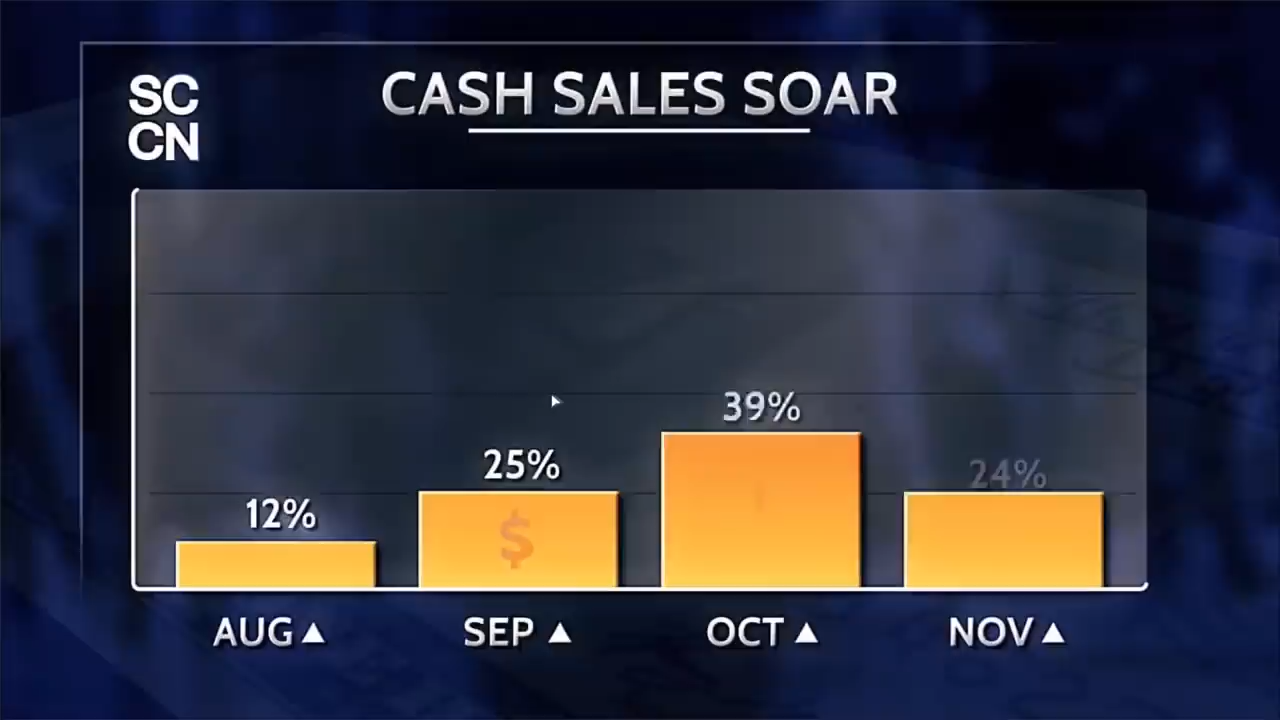 SC
CN
CASH SALES SOAR
12%
25%
39%
24%
$
AUG ▲
SEP ▲
OCT ▲
NOV ▲